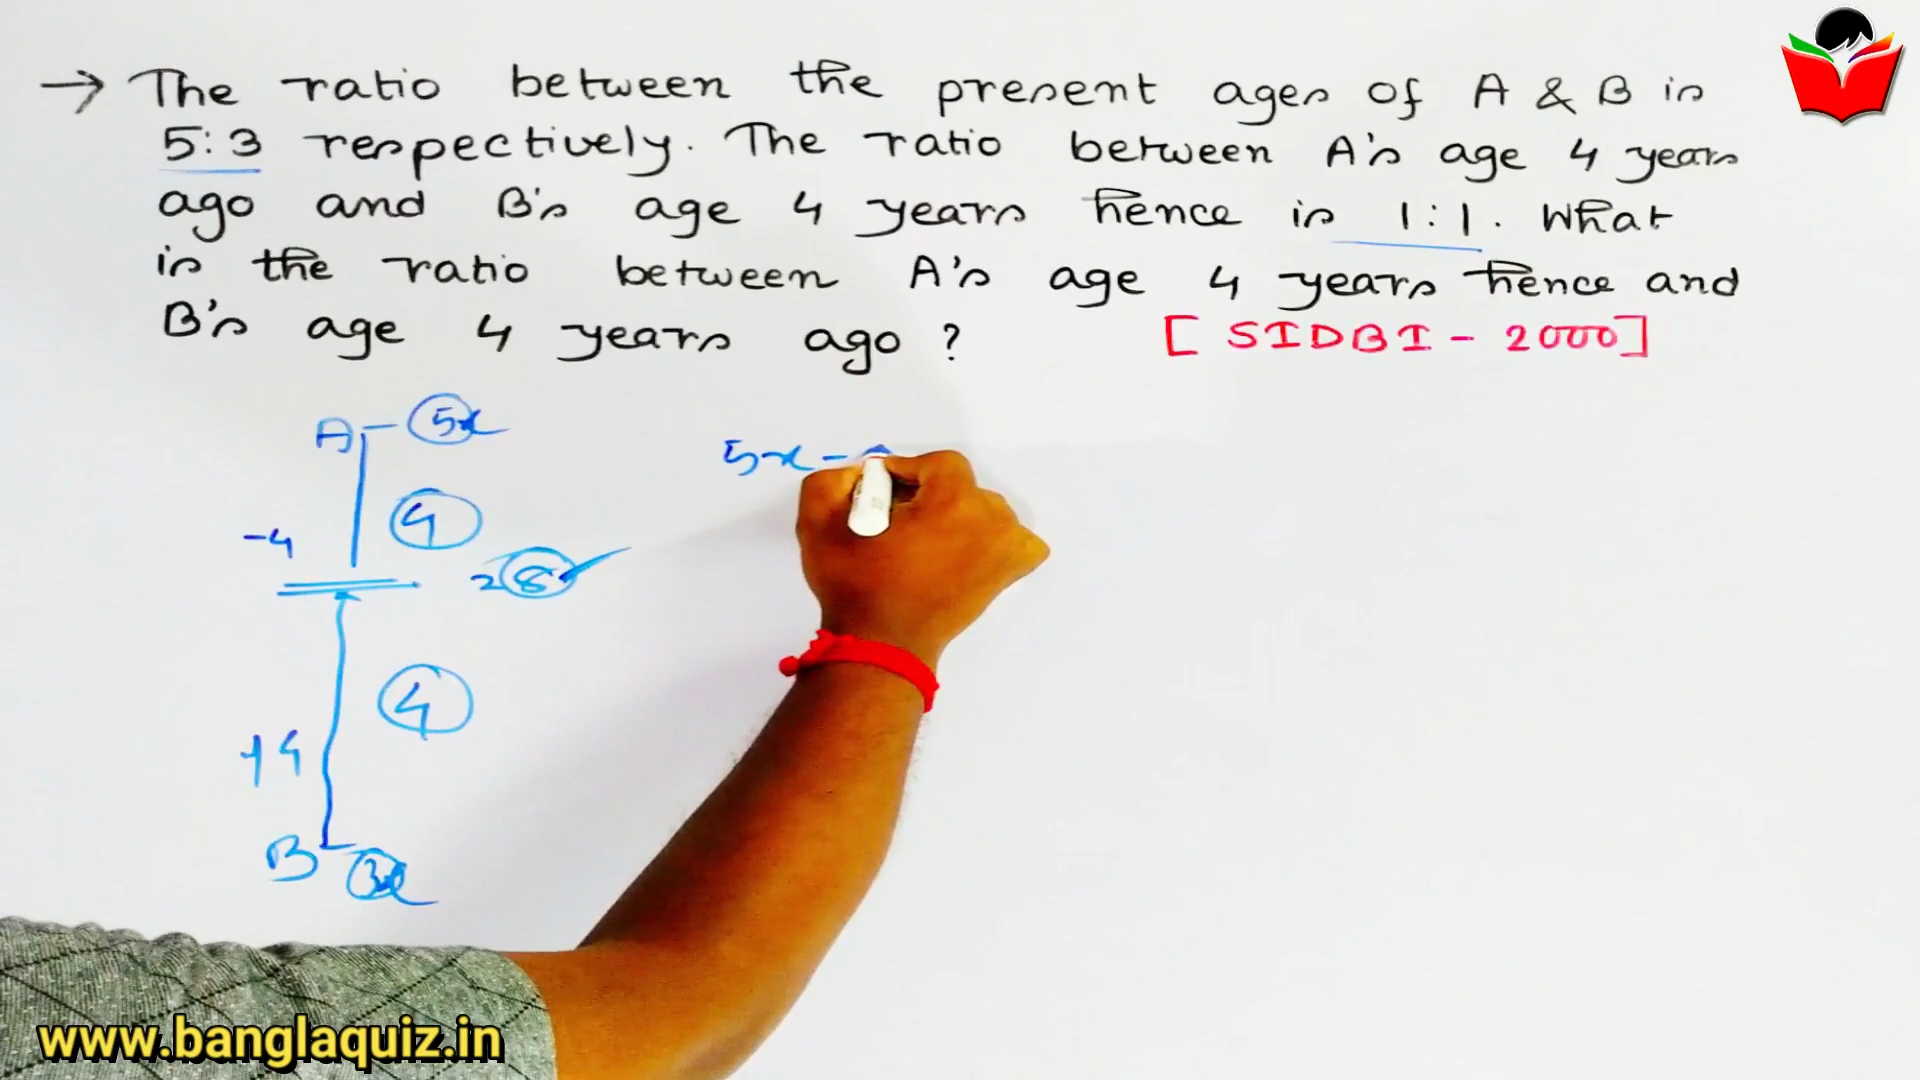 → The ratio between the present ages of A & B is
5:3 respectively. The ratio between A's age 4 years
ago and B's age 4 years hence is 1:1. What
is the ratio between A's age 4 years hence and
B's age 4 years ago ?
[SIDBI - 2000]
A 5x
5x -
-4 4
8
4
+4
B 3x
www.banglaquiz.in